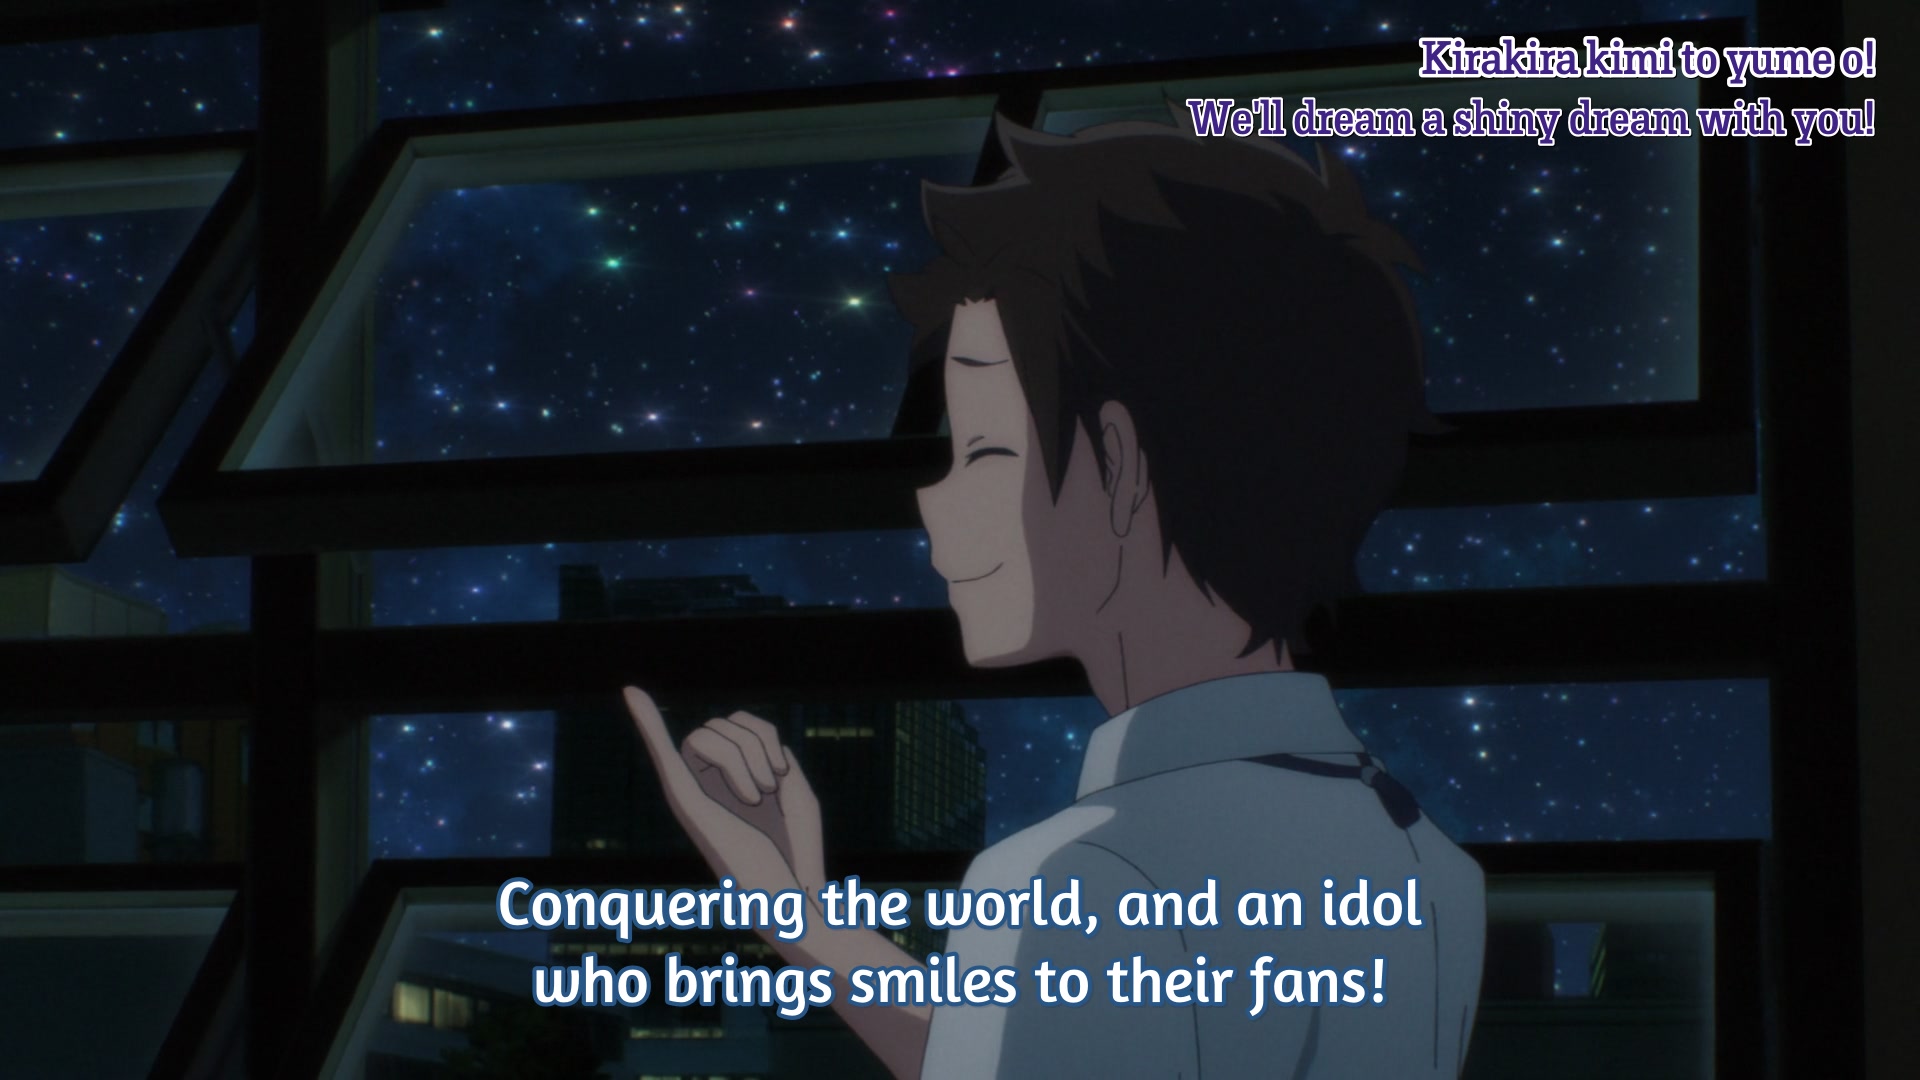 Kirakira kimi to yume o!
We'll dream a shiny dream with you!
Conquering the world, and an idol
who brings smiles to their fans!